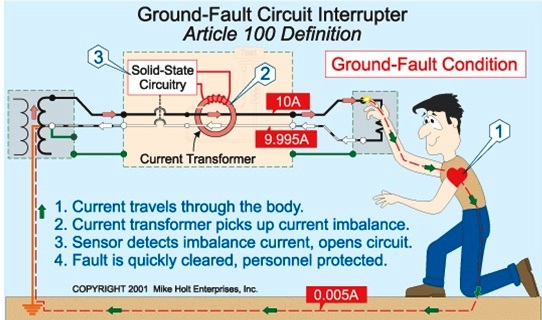 Ground-Fault Circuit Interrupter
Article 100 Definition
3
Solid-State
Circuitry
2
Ground-Fault Condition
10A
9.995A
1
Current Transformer
1. Current travels through the body.
2. Current transformer picks up current imbalance.
3. Sensor detects imbalance current, opens circuit.
4. Fault is quickly cleared, personnel protected.
COPYRIGHT 2001 Mike Holt Enterprises, Inc.
0.005A